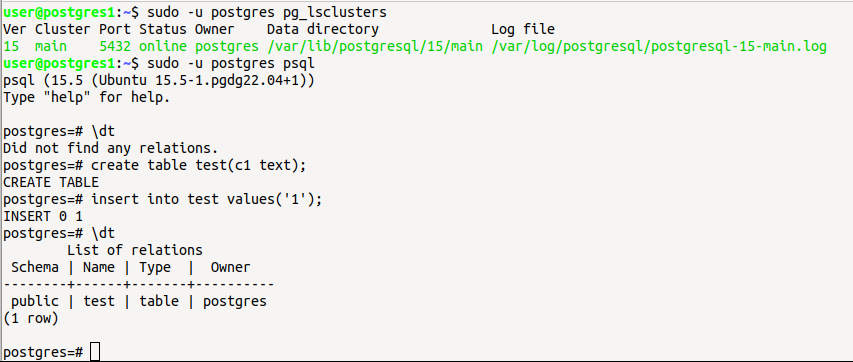 user@postgres1:~$ sudo -u postgres pg_lsclusters
Ver Cluster Port Status Owner    Data directory              Log file
15  main    5432 online postgres /var/lib/postgresql/15/main /var/log/postgresql/postgresql-15-main.log
user@postgres1:~$ sudo -u postgres psql
psql (15.5 (Ubuntu 15.5-1.pgdg22.04+1))
Type "help" for help.

postgres=# \dt
Did not find any relations.
postgres=# create table test(c1 text);
CREATE TABLE
postgres=# insert into test values('1');
INSERT 0 1
postgres=# \dt
        List of relations
 Schema | Name | Type  |  Owner
--------+------+-------+----------
 public | test | table | postgres
(1 row)

postgres=#